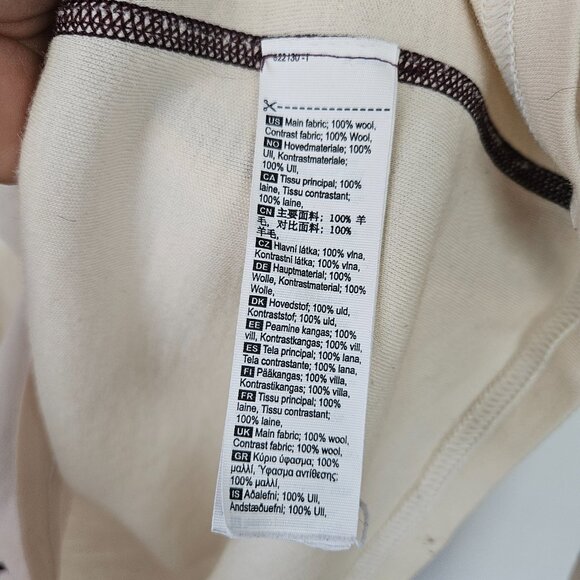 US Main fabric; 100% wool,
Contrast fabric; 100% Wool,
NO Hovedmateriale; 100%
Ull, Kontrastmateriale;
100% Ull,
CA Tissu principal; 100%
laine, Tissu contrastant;
100% laine,
CN 主要面料; 100% 羊
毛, 对比面料; 100%
羊毛,
CZ Hlavní látka; 100% vlna,
Kontrastní látka; 100% vlna,
DE Hauptmaterial; 100%
Wolle, Kontrastmaterial; 100%
Wolle,
DK Hovedstof; 100% uld,
Kontraststof; 100% uld,
EE Peamine kangas; 100%
vill, Kontrastkangas; 100% vill,
ES Tela principal; 100% lana,
Tela contrastante; 100% lana,
FI Pääkangas; 100% villa,
Kontrastikangas; 100% villa,
FR Tissu principal; 100%
laine, Tissu contrastant;
100% laine,
UK Main fabric; 100% wool,
Contrast fabric; 100% wool,
GR Κύριο ύφασμα; 100%
μαλλί, Ύφασμα αντίθεσης;
100% μαλλί,
IS Aðalefni; 100% Ull,
Andstæðuefni; 100% Ull,